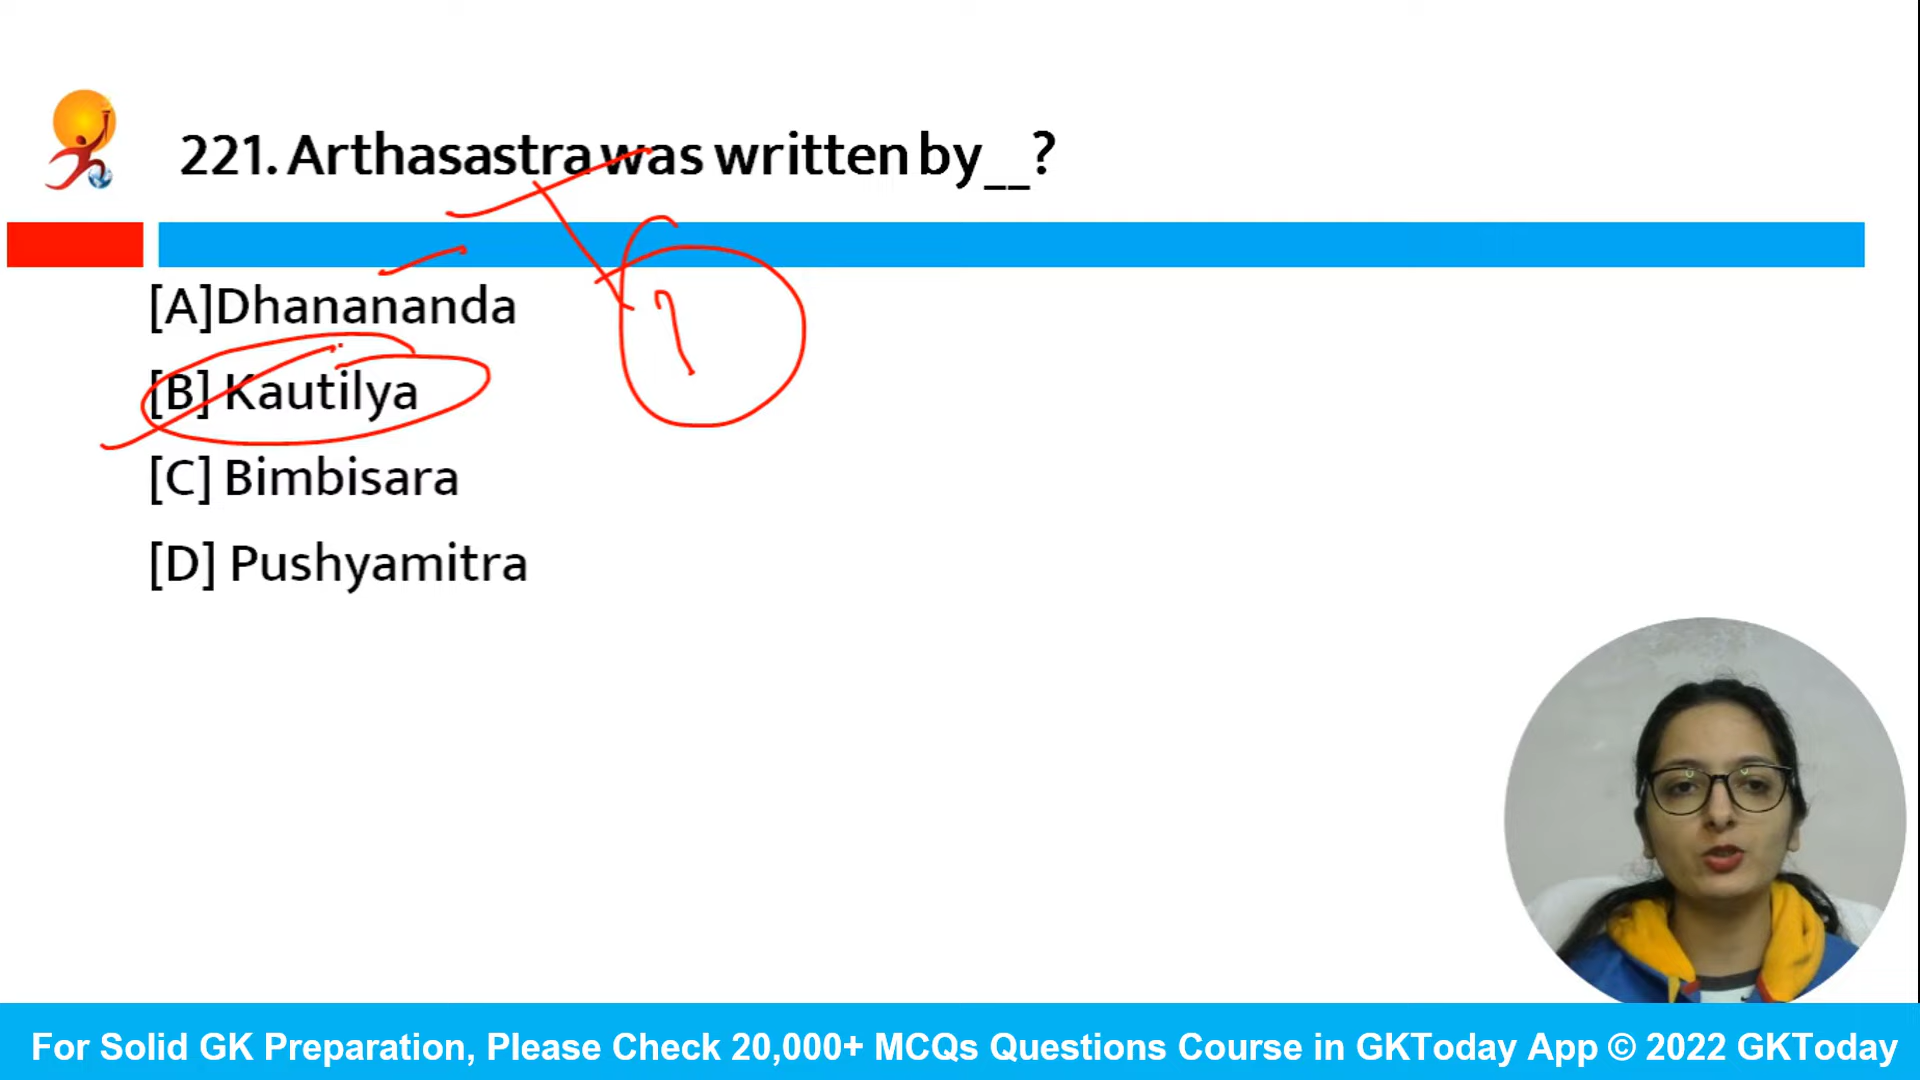 221. Arthasastra was written by__?
[A]Dhanananda
[B] Kautilya
[C] Bimbisara
[D] Pushyamitra
For Solid GK Preparation, Please Check 20,000+ MCQs Questions Course in GKToday App © 2022 GKToday